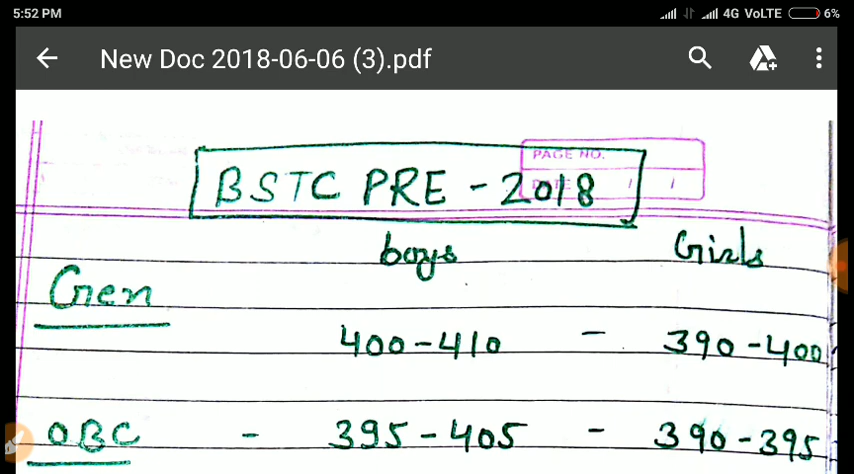 5:52 PM 4G VoLTE 6%
New Doc 2018-06-06 (3).pdf
PAGE NO.
DATE / /
BSTC PRE - 2018
boys Girls
Gen
400-410 - 390-400
OBC - 395-405 - 390-395